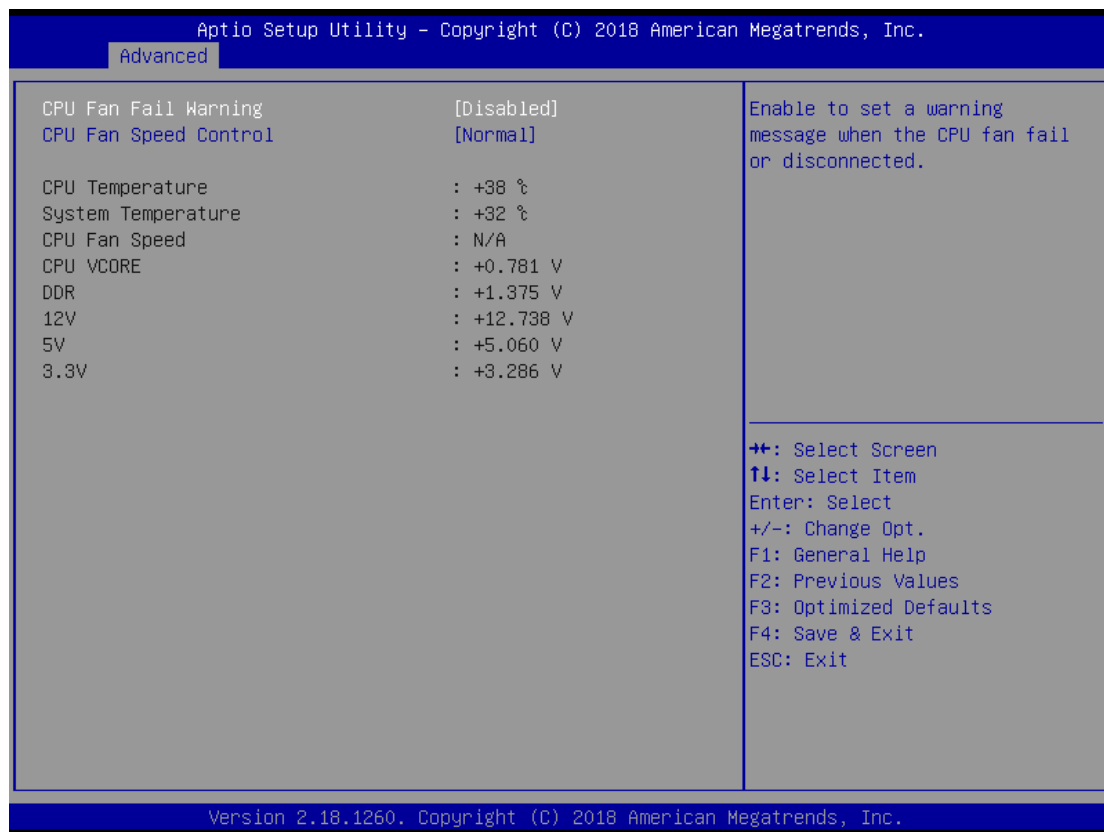 Aptio Setup Utility – Copyright (C) 2018 American Megatrends, Inc.
Advanced
CPU Fan Fail Warning [Disabled]
CPU Fan Speed Control [Normal]
CPU Temperature : +38 ℃
System Temperature : +32 ℃
CPU Fan Speed : N/A
CPU VCORE : +0.781 V
DDR : +1.375 V
12V : +12.738 V
5V : +5.060 V
3.3V : +3.286 V
Enable to set a warning
message when the CPU fan fail
or disconnected.
→←: Select Screen
↑↓: Select Item
Enter: Select
+/-: Change Opt.
F1: General Help
F2: Previous Values
F3: Optimized Defaults
F4: Save & Exit
ESC: Exit
Version 2.18.1260. Copyright (C) 2018 American Megatrends, Inc.